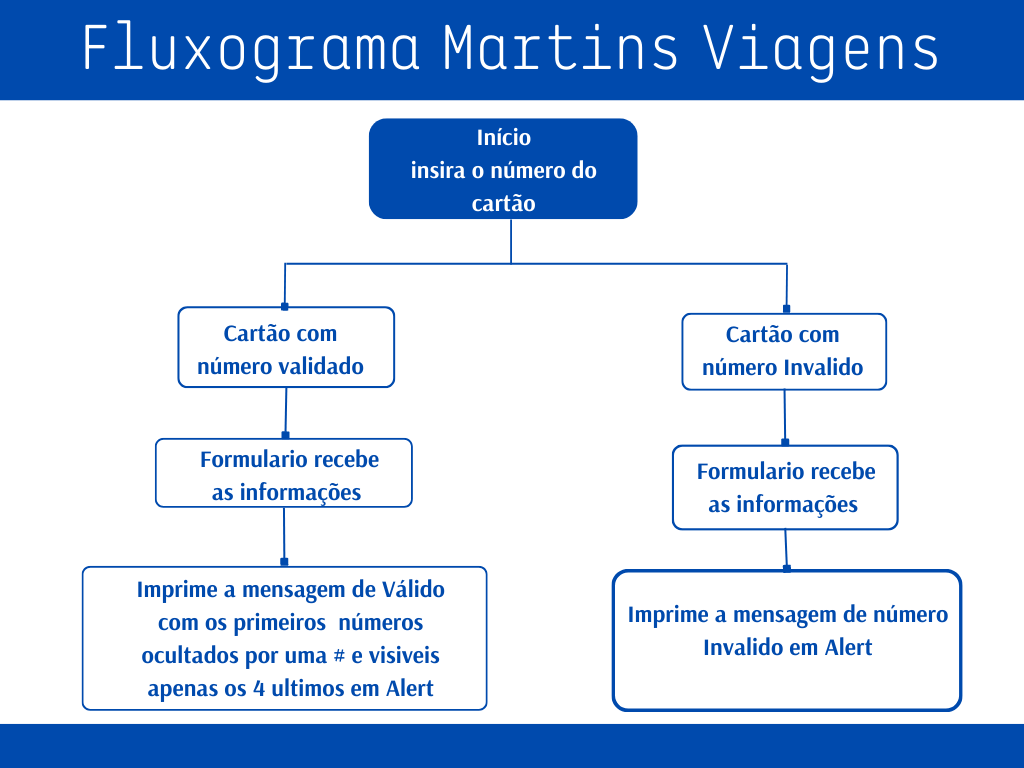 Fluxograma Martins Viagens
Início
insira o número do
cartão
Cartão com
número validado
Cartão com
número Invalido
Formulario recebe
as informações
Formulario recebe
as informações
Imprime a mensagem de Válido
com os primeiros  números
ocultados por uma # e visiveis
apenas os 4 ultimos em Alert
Imprime a mensagem de número
Invalido em Alert